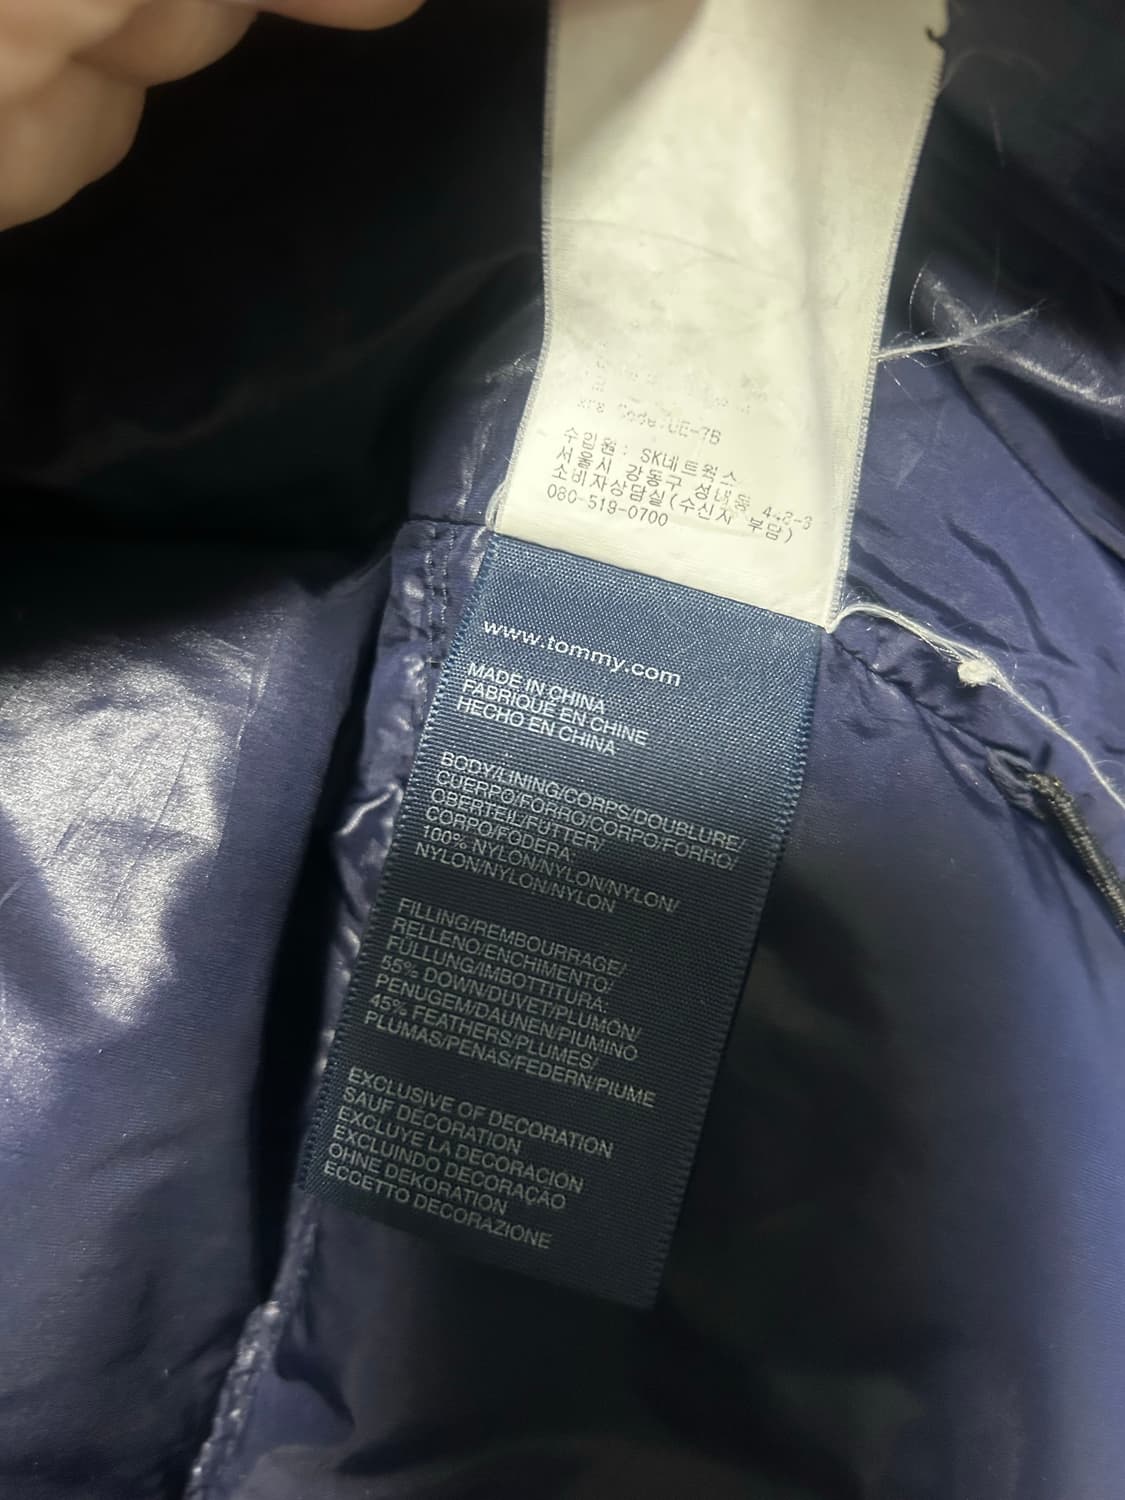 Code:UE-7B
수입원: SK네트웍스
서울시 강동구 성내동 442-3
소비자상담실(수신자 부담)
080-519-0700
www.tommy.com
MADE IN CHINA
FABRIQUÉ EN CHINE
HECHO EN CHINA
BODY/LINING/CORPS/DOUBLURE/
CUERPO/FORRO/CORPO/FORRO/
OBERTEIL/FUTTER/
CORPO/FODERA:
100% NYLON/NYLON/NYLON/
NYLON/NYLON/NYLON
FILLING/REMBOURRAGE/
RELLENO/ENCHIMENTO/
FÜLLUNG/IMBOTTITURA:
55% DOWN/DUVET/PLUMÓN/
PENUGEM/DAUNEN/PIUMINO
45% FEATHERS/PLUMES/
PLUMAS/PENAS/FEDERN/PIUME
EXCLUSIVE OF DECORATION
SAUF DÉCORATION
EXCLUYE LA DECORACIÓN
EXCLUINDO DECORAÇÃO
OHNE DEKORATION
ECCETTO DECORAZIONE